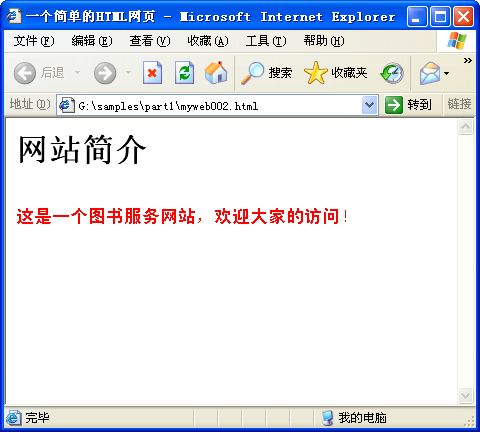 一个简单的HTML网页 - Microsoft Internet Explorer
文件(F) 编辑(E) 查看(V) 收藏(A) 工具(T) 帮助(H)
后退 搜索 收藏夹 »
地址(D) G:\samples\part1\myweb002.html 转到 链接
网站简介
这是一个图书服务网站，欢迎大家的访问！
完毕 我的电脑